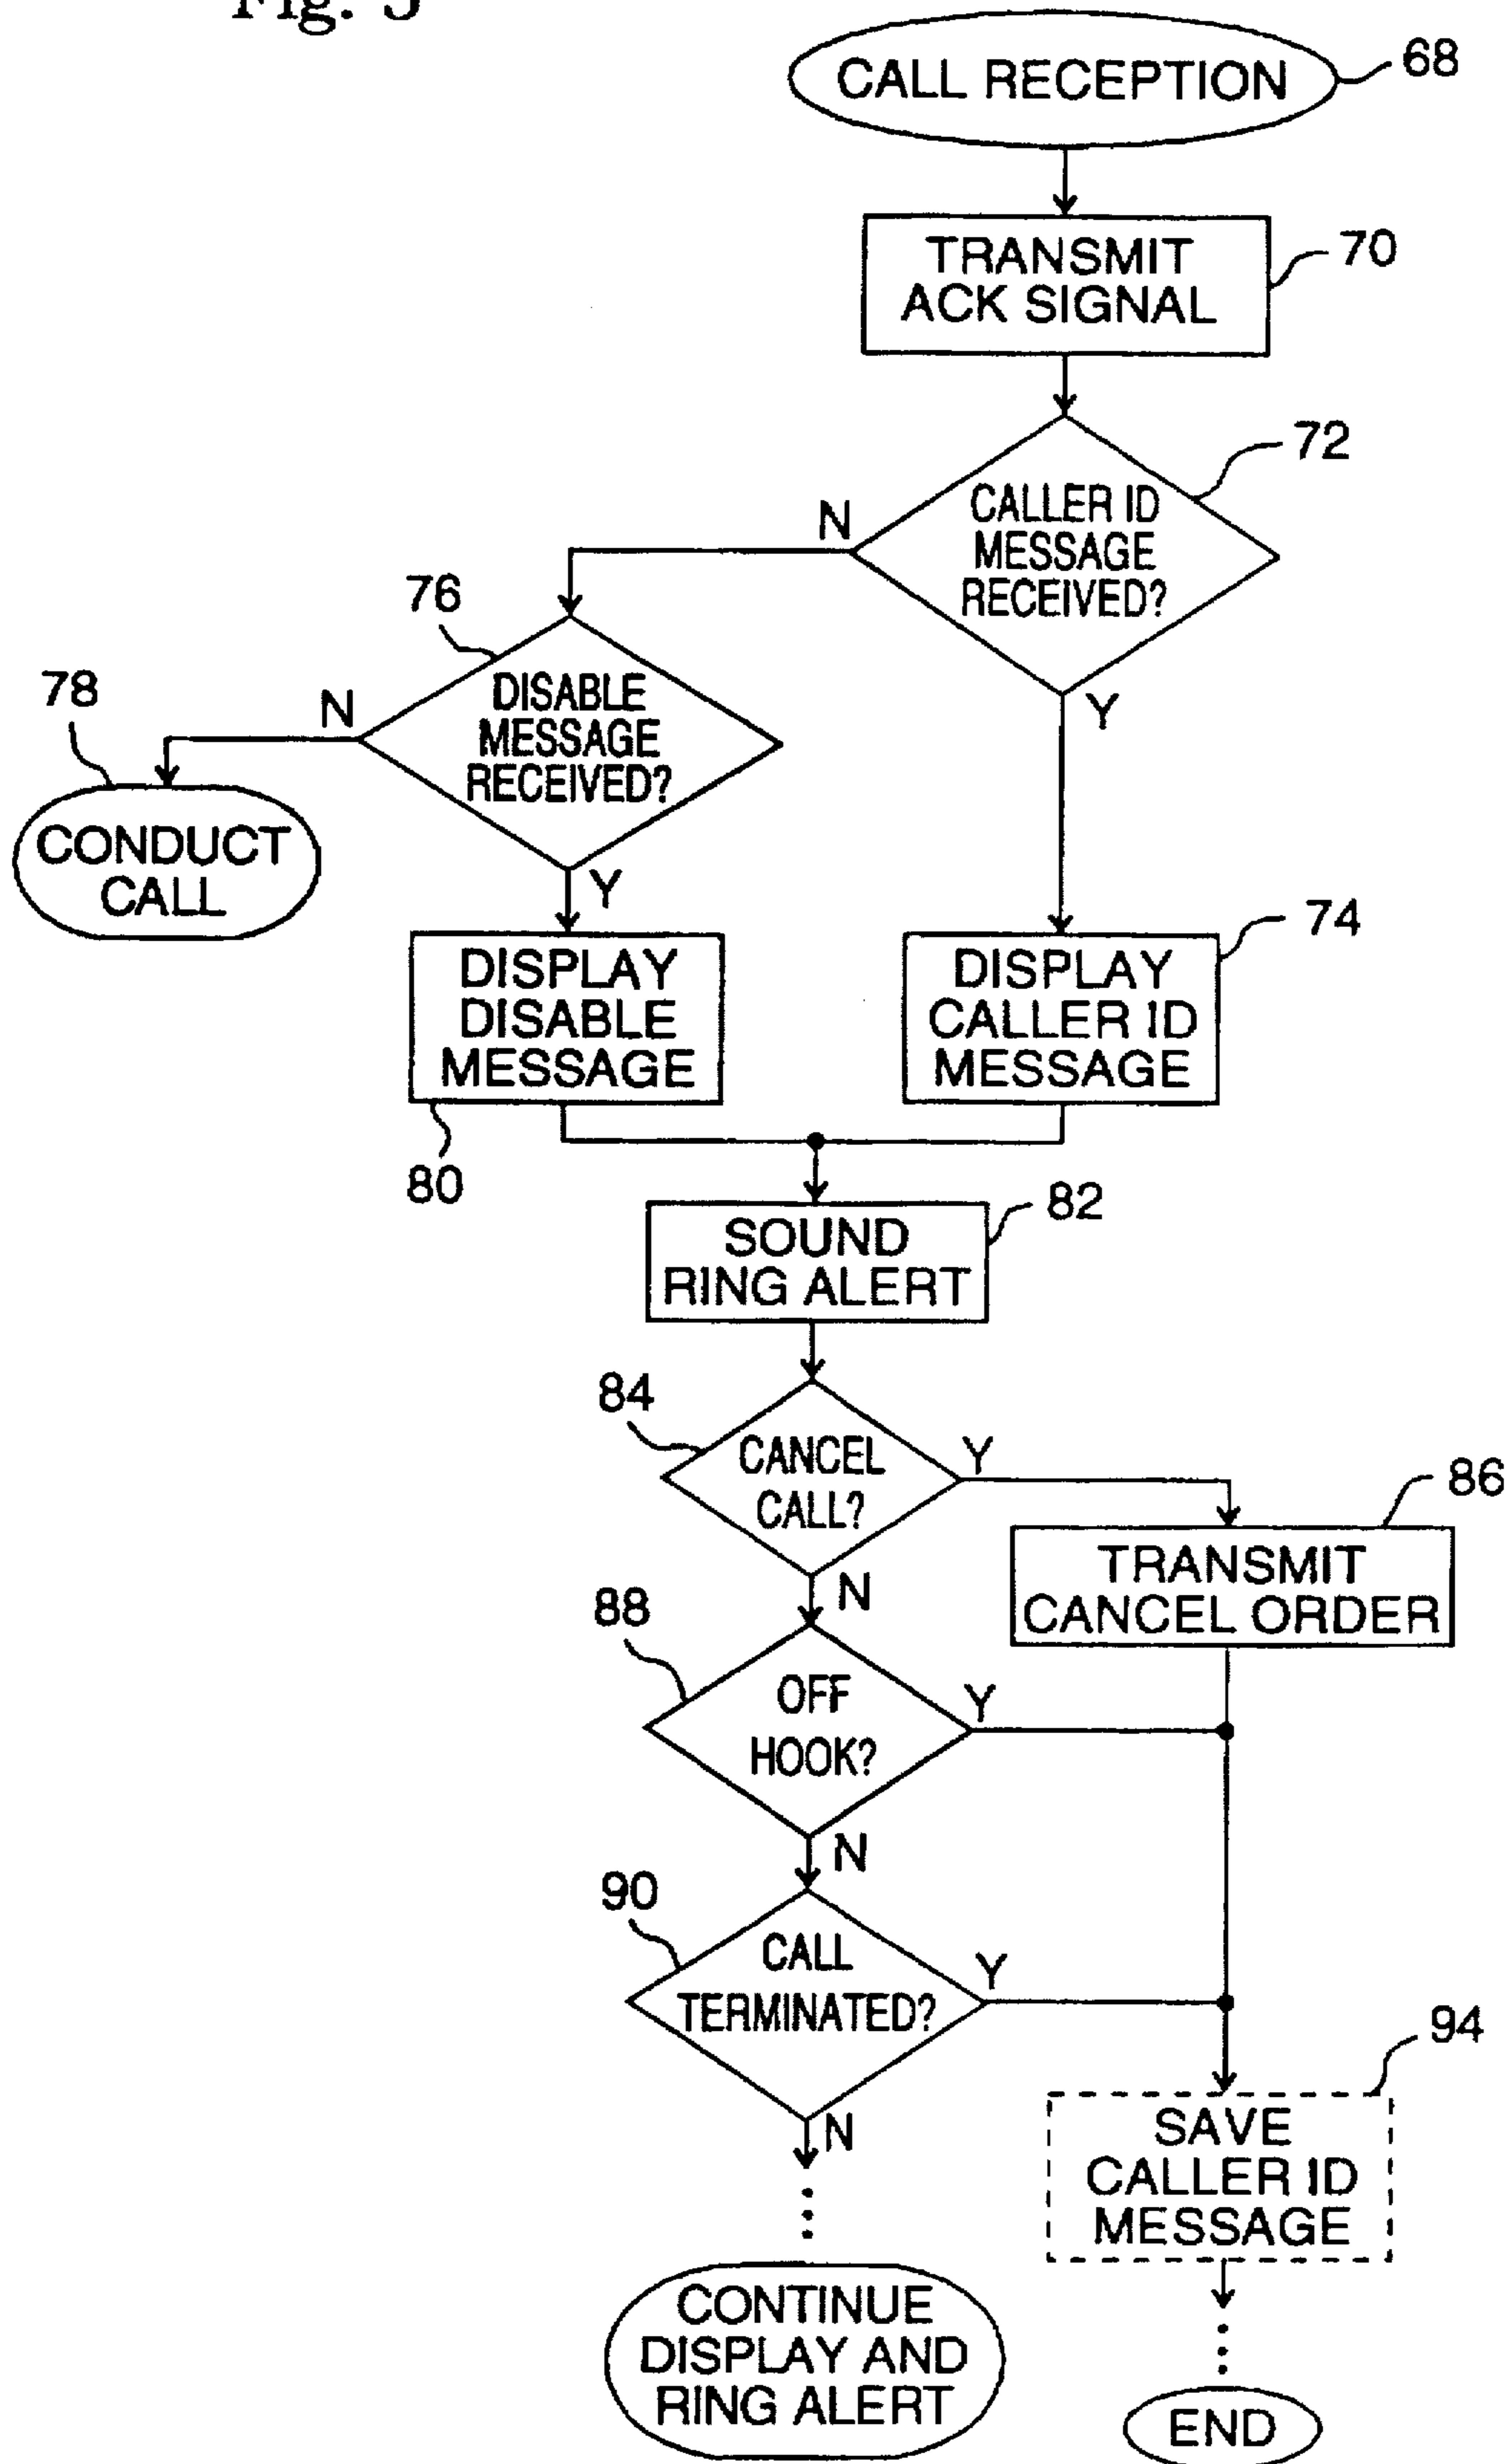 CALL RECEPTION
68
TRANSMIT
ACK SIGNAL
70
CALLER ID
MESSAGE
RECEIVED?
72
N
Y
76
DISABLE
MESSAGE
RECEIVED?
N
Y
78
CONDUCT
CALL
DISPLAY
DISABLE
MESSAGE
80
74
DISPLAY
CALLER ID
MESSAGE
82
SOUND
RING ALERT
84
CANCEL
CALL?
Y
N
86
TRANSMIT
CANCEL ORDER
88
OFF
HOOK?
Y
N
90
CALL
TERMINATED?
Y
N
94
SAVE
CALLER ID
MESSAGE
CONTINUE
DISPLAY AND
RING ALERT
END